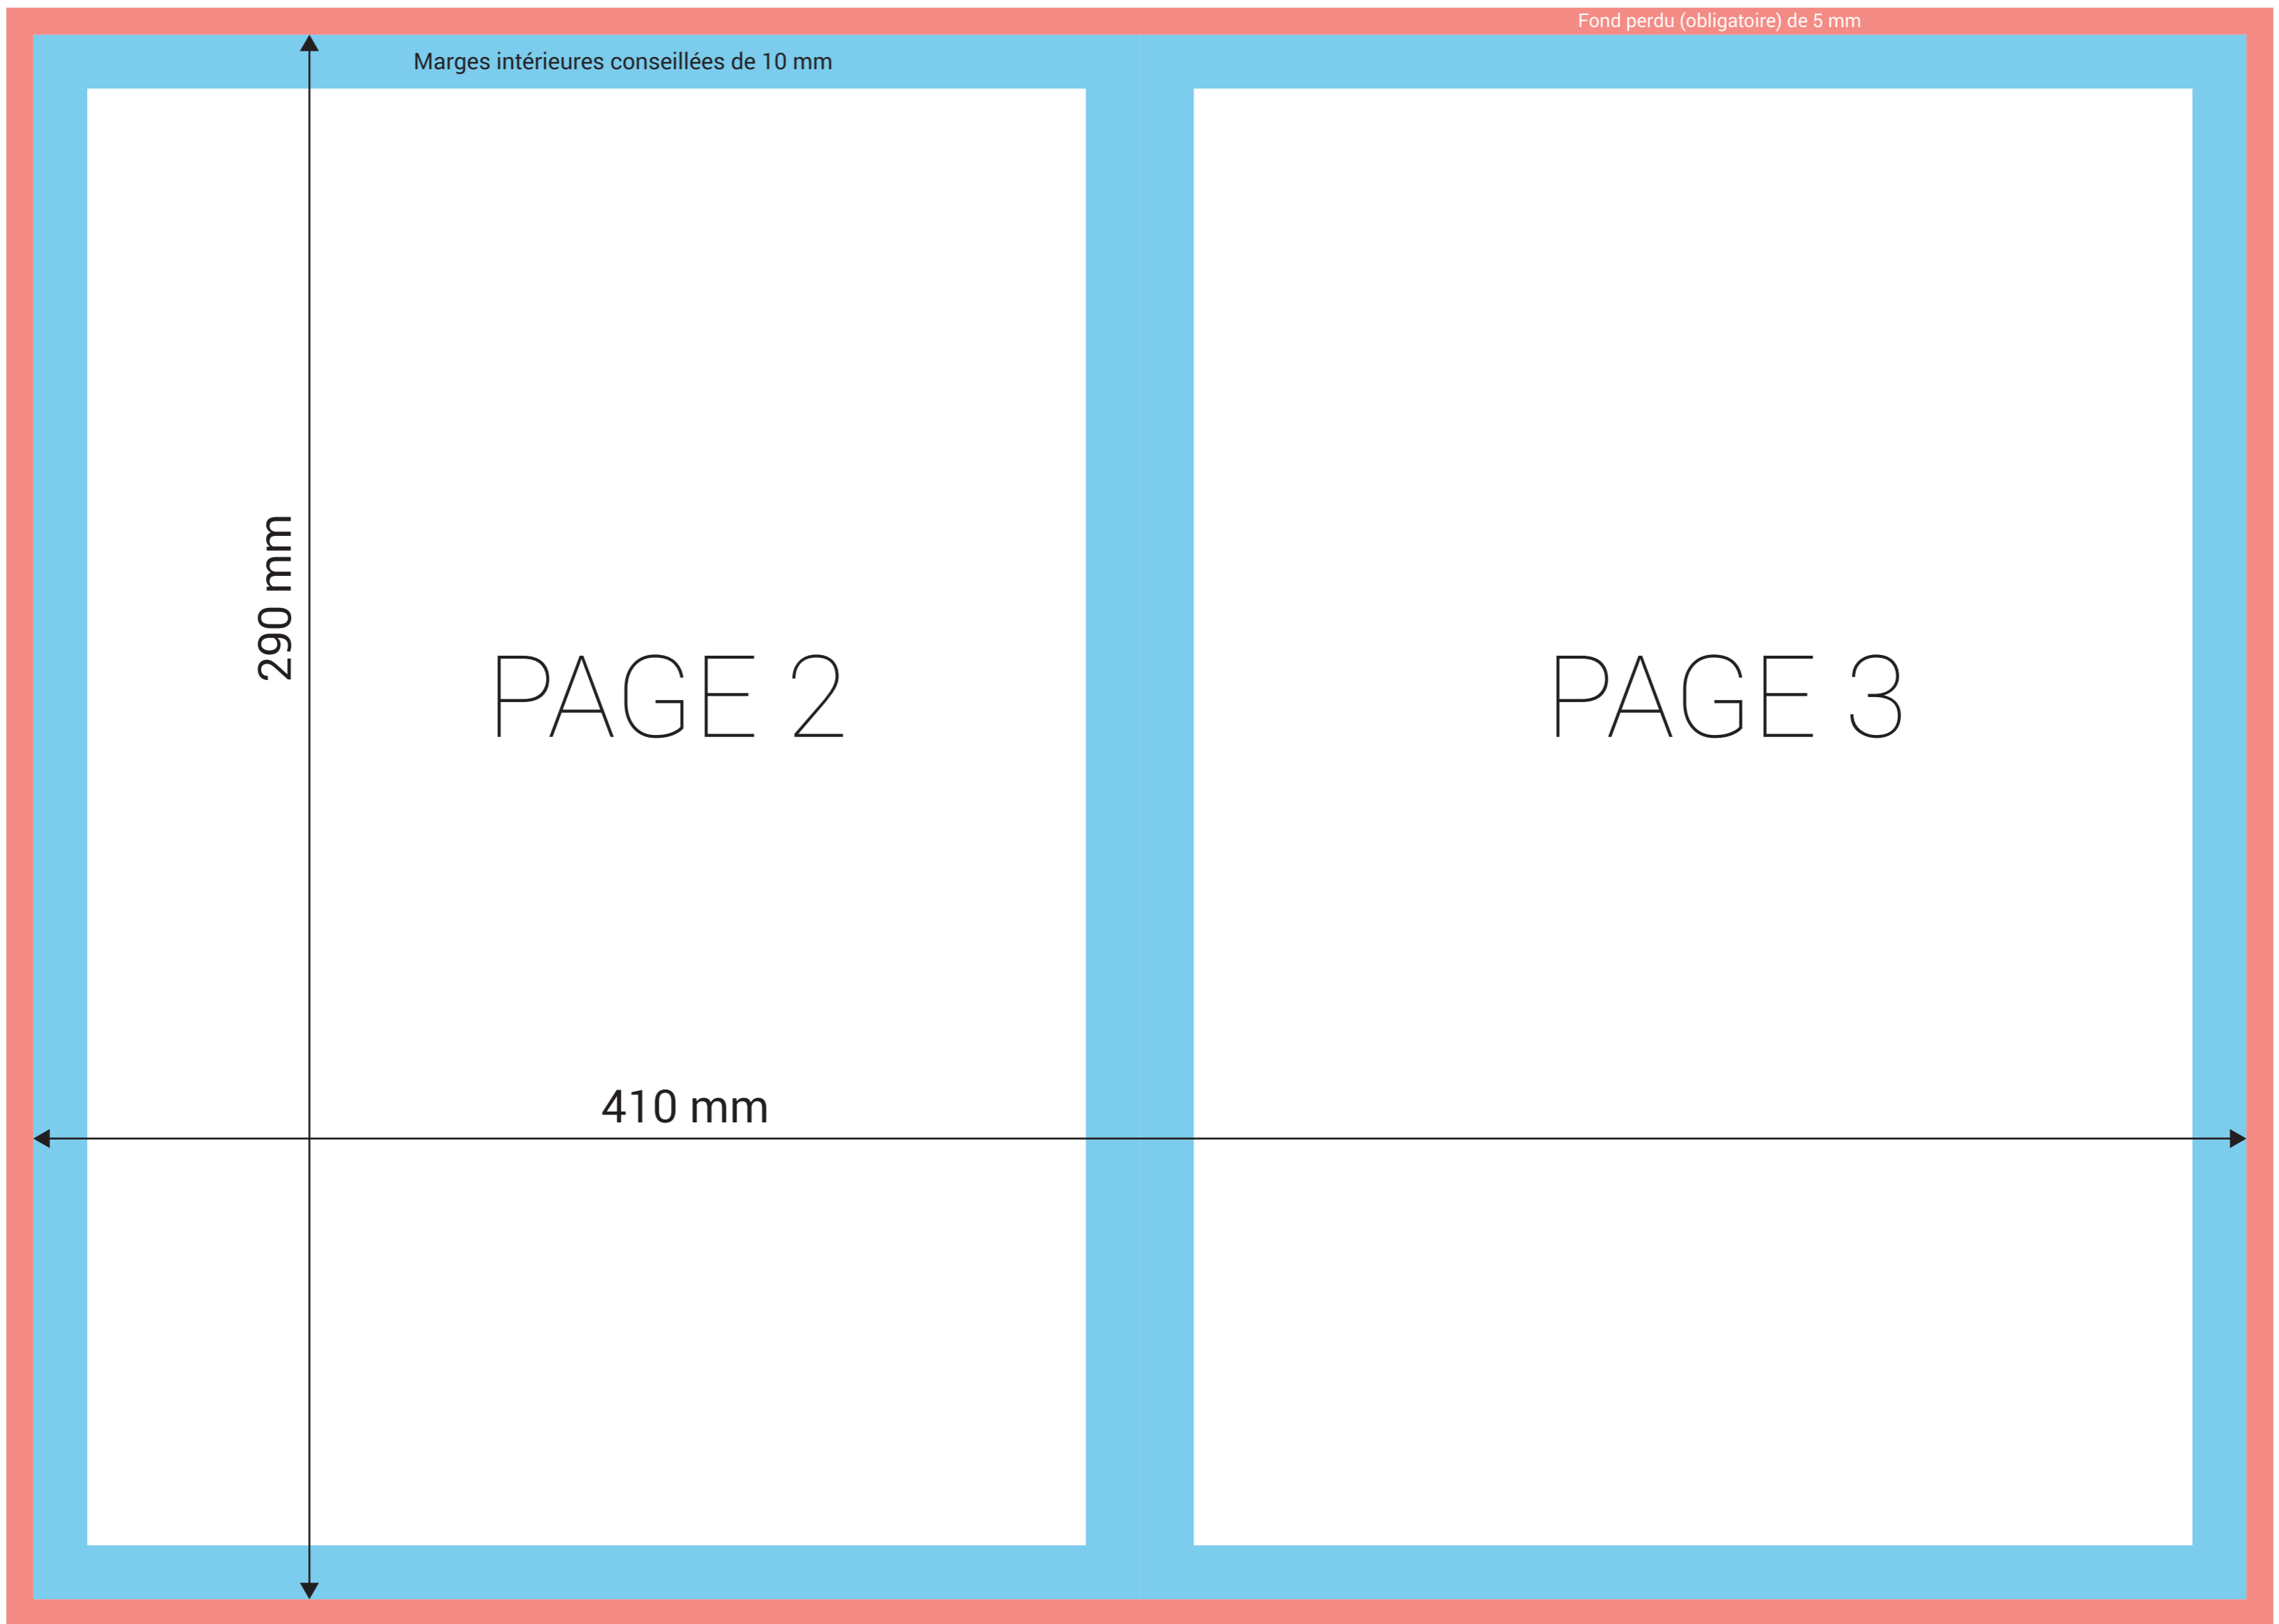 Fond perdu (obligatoire) de 5 mm
Marges intérieures conseillées de 10 mm
290 mm
PAGE 2
PAGE 3
410 mm